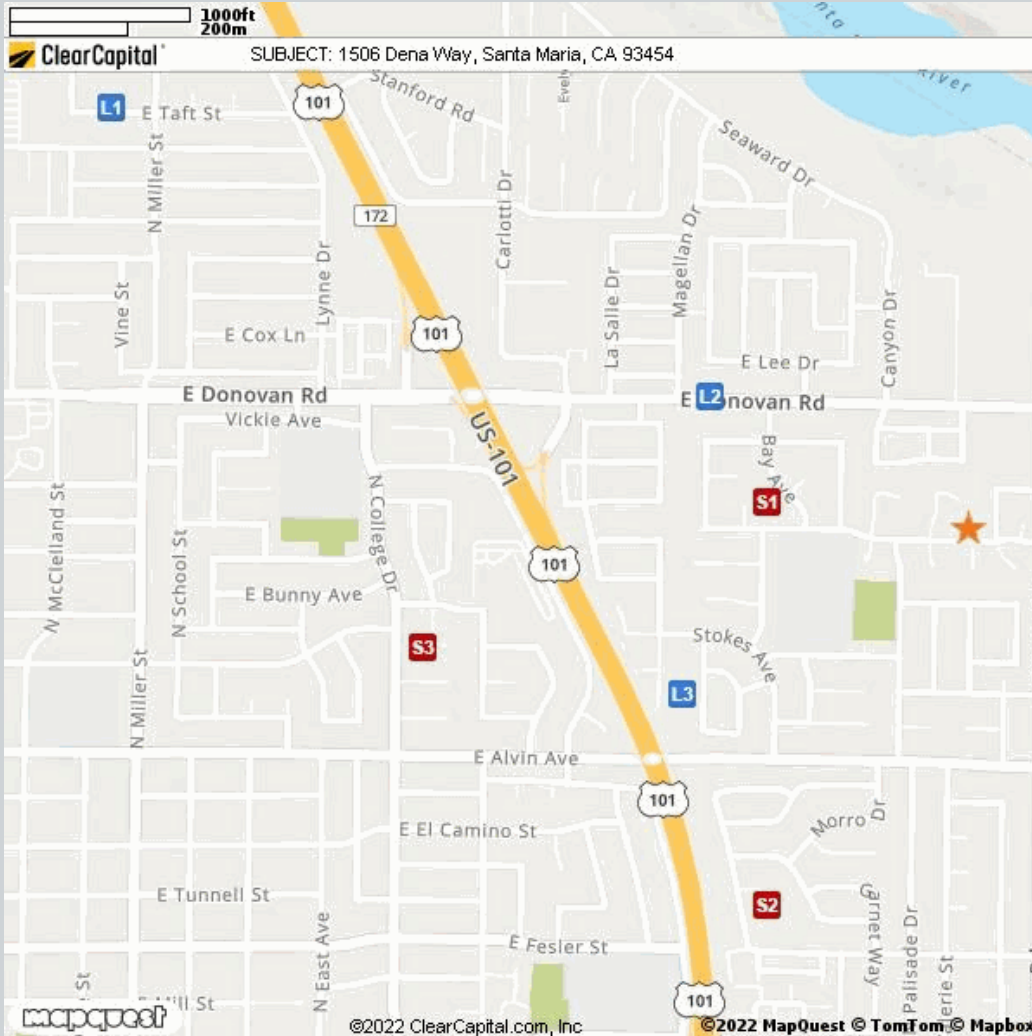 1000ft
200m
ClearCapital
SUBJECT: 1506 Dena Way, Santa Maria, CA 93454
River
101
Stanford Rd
L1
E Taft St
Seaward Dr
N Miller St
172
Carlotti Dr
Magellan Dr
Lynne Dr
Vine St
La Salle Dr
Canyon Dr
E Cox Ln
101
E Lee Dr
E Donovan Rd
L2
Vickie Ave
US-101
Bay Ave
N McClelland St
N College Dr
S1
N School St
101
E Bunny Ave
S3
Stokes Ave
N Miller St
L3
E Alvin Ave
101
Morro Dr
E El Camino St
E Tunnell St
S2
Garnet Way
Palisade Dr
N East Ave
E Fesler St
St
101
mapquest
©2022 ClearCapital.com, Inc
©2022 MapQuest © TomTom © Mapbox